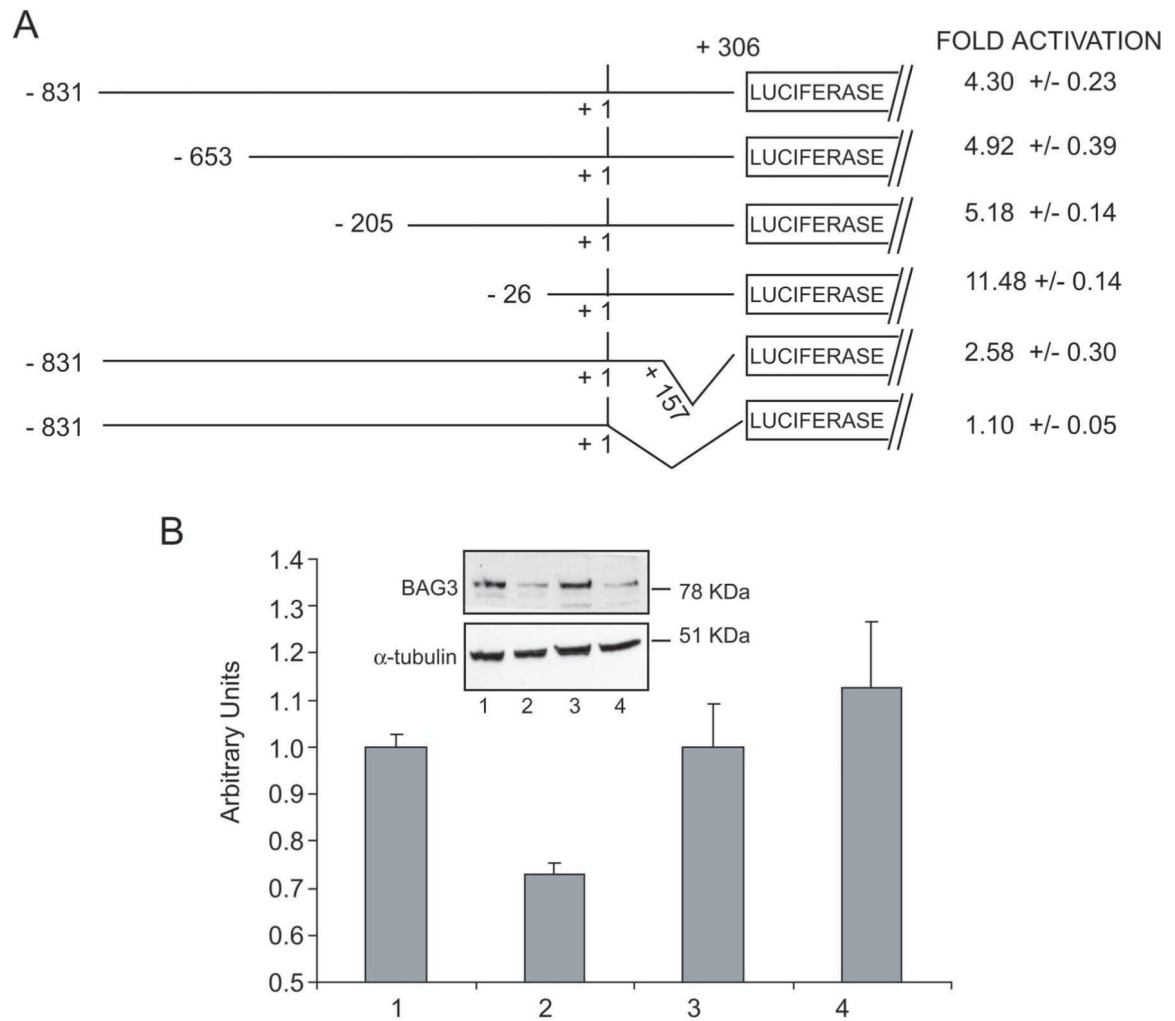 A
+ 306
FOLD ACTIVATION
- 831
+ 1
LUCIFERASE
4.30 +/- 0.23
- 653
+ 1
LUCIFERASE
4.92 +/- 0.39
- 205
+ 1
LUCIFERASE
5.18 +/- 0.14
- 26
+ 1
LUCIFERASE
11.48 +/- 0.14
- 831
+ 1
+ 157
LUCIFERASE
2.58 +/- 0.30
- 831
+ 1
LUCIFERASE
1.10 +/- 0.05
B
Arbitrary Units
1.4
1.3
1.2
1.1
1.0
0.9
0.8
0.7
0.6
0.5
BAG3
78 KDa
51 KDa
α-tubulin
1 2 3 4
1 2 3 4